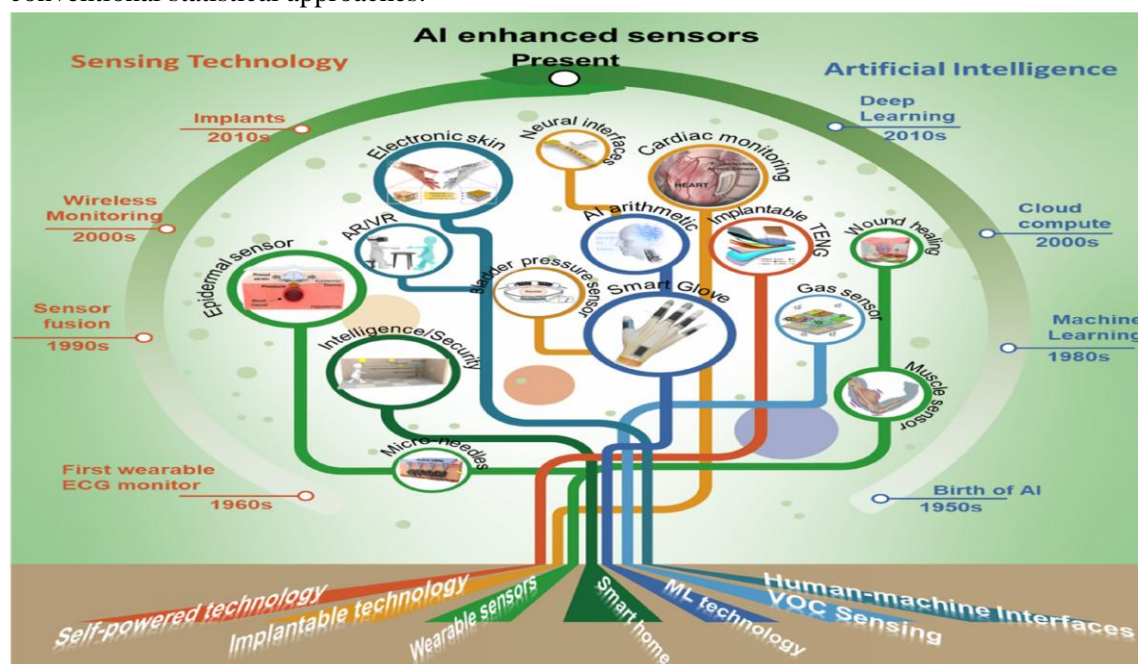 conventional statistical approaches.
AI enhanced sensors
Present
Sensing Technology
Artificial Intelligence
Implants
2010s
Wireless
Monitoring
2000s
Sensor
fusion
1990s
First wearable
ECG monitor
1960s
Deep
Learning
2010s
Cloud
compute
2000s
Machine
Learning
1980s
Birth of AI
1950s
Electronic skin
Neural interfaces
Cardiac monitoring
HEART
AR/VR
AI arithmetic
Implantable TENG
Wound healing
Epidermal sensor
Pressure
Bladder pressure sensor
Smart Glove
Gas sensor
Intelligence/Security
Muscle sensor
Micro-needles
Self-powered technology
Implantable technology
Wearable sensors
Smart home
ML technology
VOC Sensing
Human-machine Interfaces